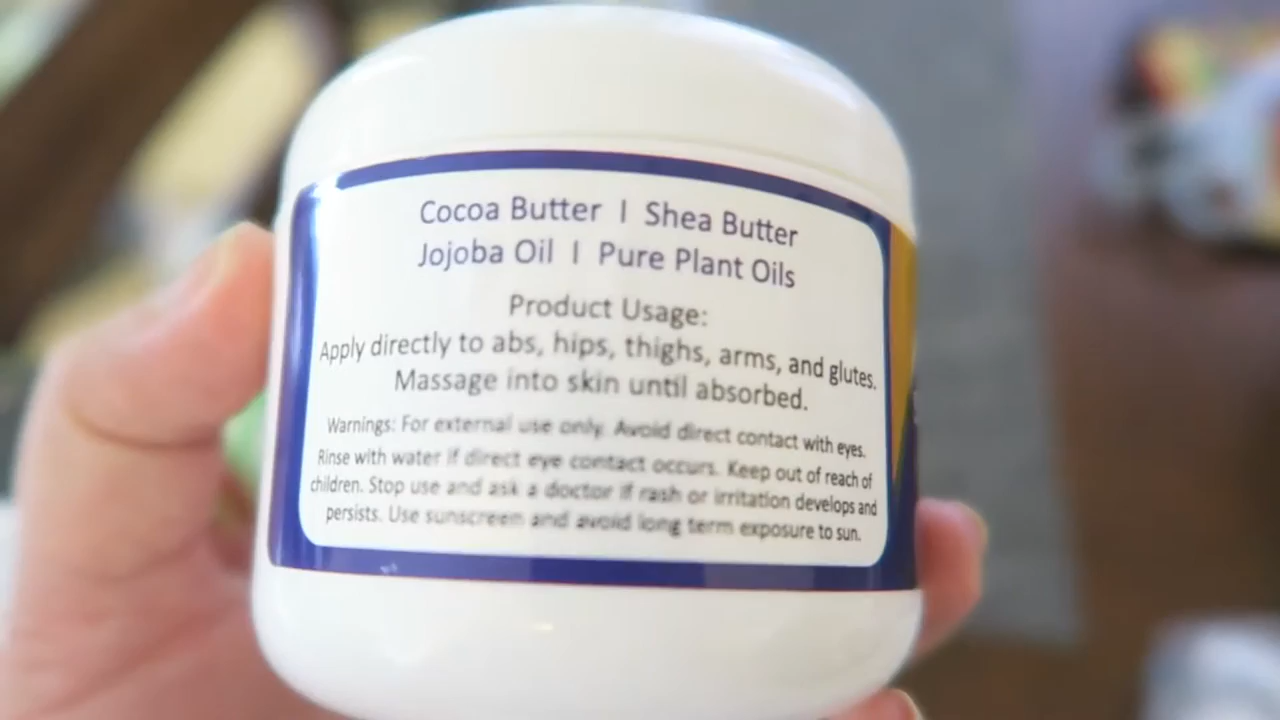 Cocoa Butter | Shea Butter
Jojoba Oil | Pure Plant Oils
Product Usage:
Apply directly to abs, hips, thighs, arms, and glutes.
Massage into skin until absorbed.
Warnings: For external use only. Avoid direct contact with eyes.
Rinse with water if direct eye contact occurs. Keep out of reach of
children. Stop use and ask a doctor if rash or irritation develops and
persists. Use sunscreen and avoid long term exposure to sun.